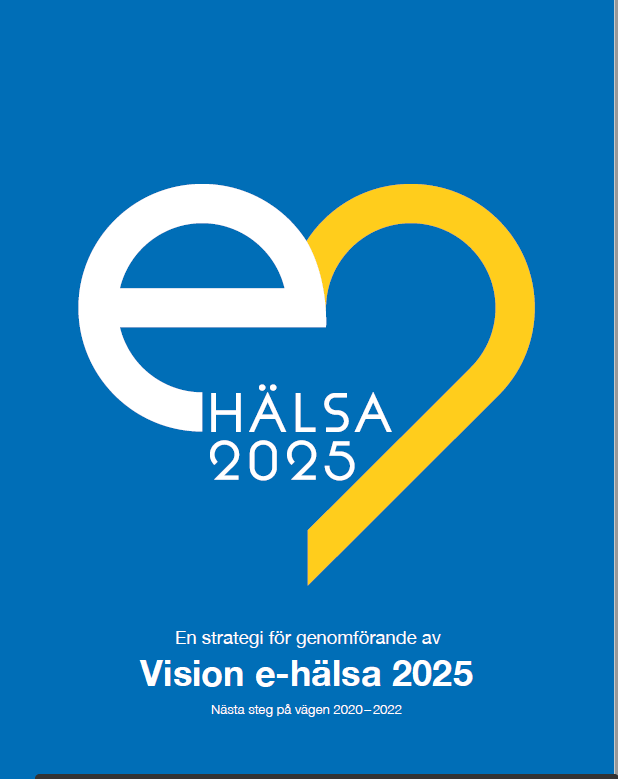 e
HÄLSA
2025
En strategi för genomförande av
Vision e-hälsa 2025
Nästa steg på vägen 2020–2022